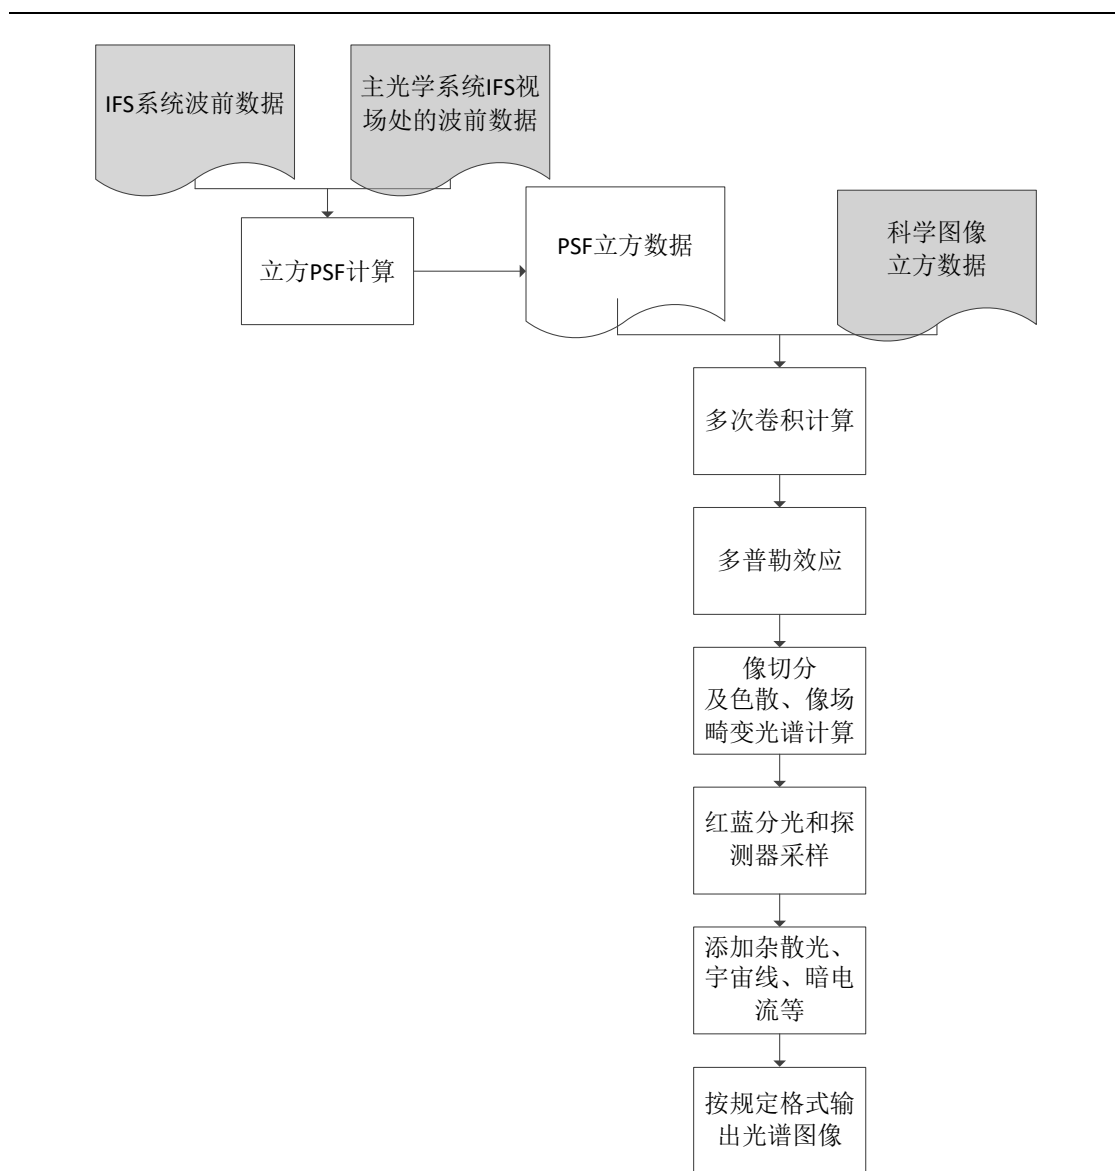 IFS系统波前数据
主光学系统IFS视
场处的波前数据
立方PSF计算
PSF立方数据
科学图像
立方数据
多次卷积计算
多普勒效应
像切分
及色散、像场
畸变光谱计算
红蓝分光和探
测器采样
添加杂散光、
宇宙线、暗电
流等
按规定格式输
出光谱图像